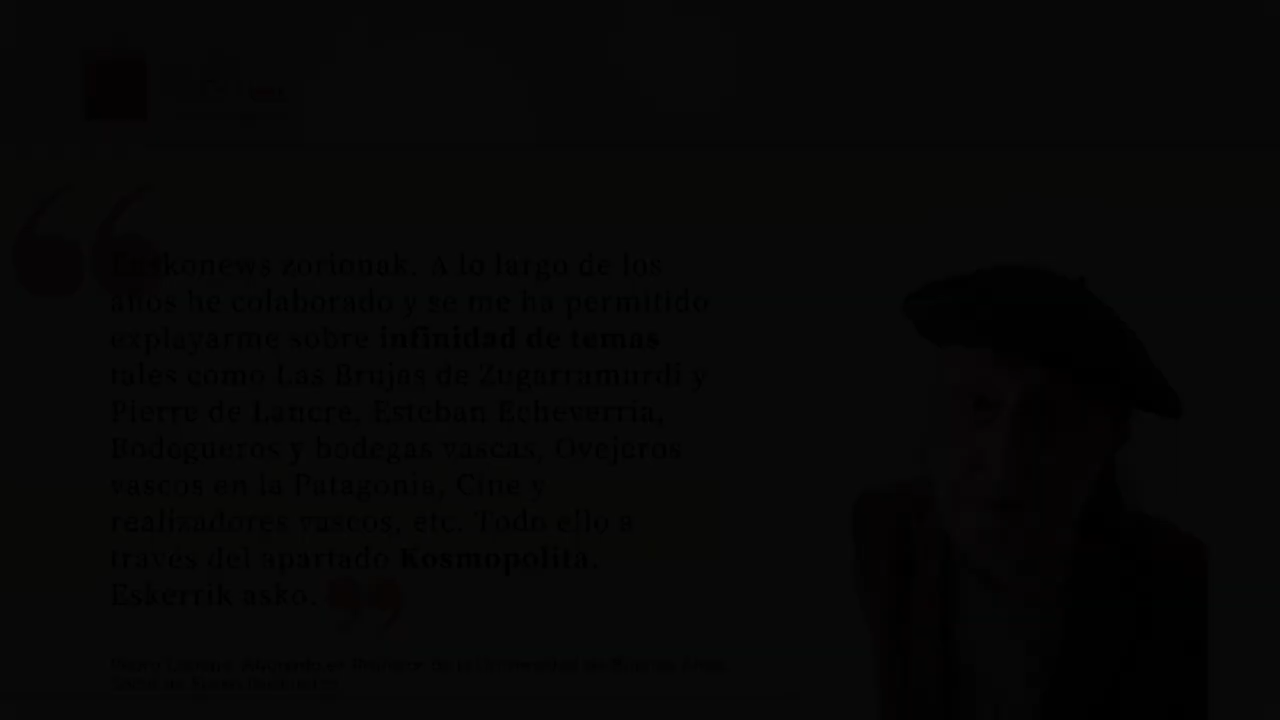 Euskonews zorionak. A lo largo de los
años he colaborado y se me ha permitido
explayarme sobre infinidad de temas
tales como Las Brujas de Zugarramurdi y
Pierre de Lancre, Esteban Echeverría,
Bodegueros y bodegas vascas, Ovejeros
vascos en la Patagonia, Cine y
realizadores vascos, etc. Todo ello a
través del apartado Kosmopolita.
Eskerrik asko.